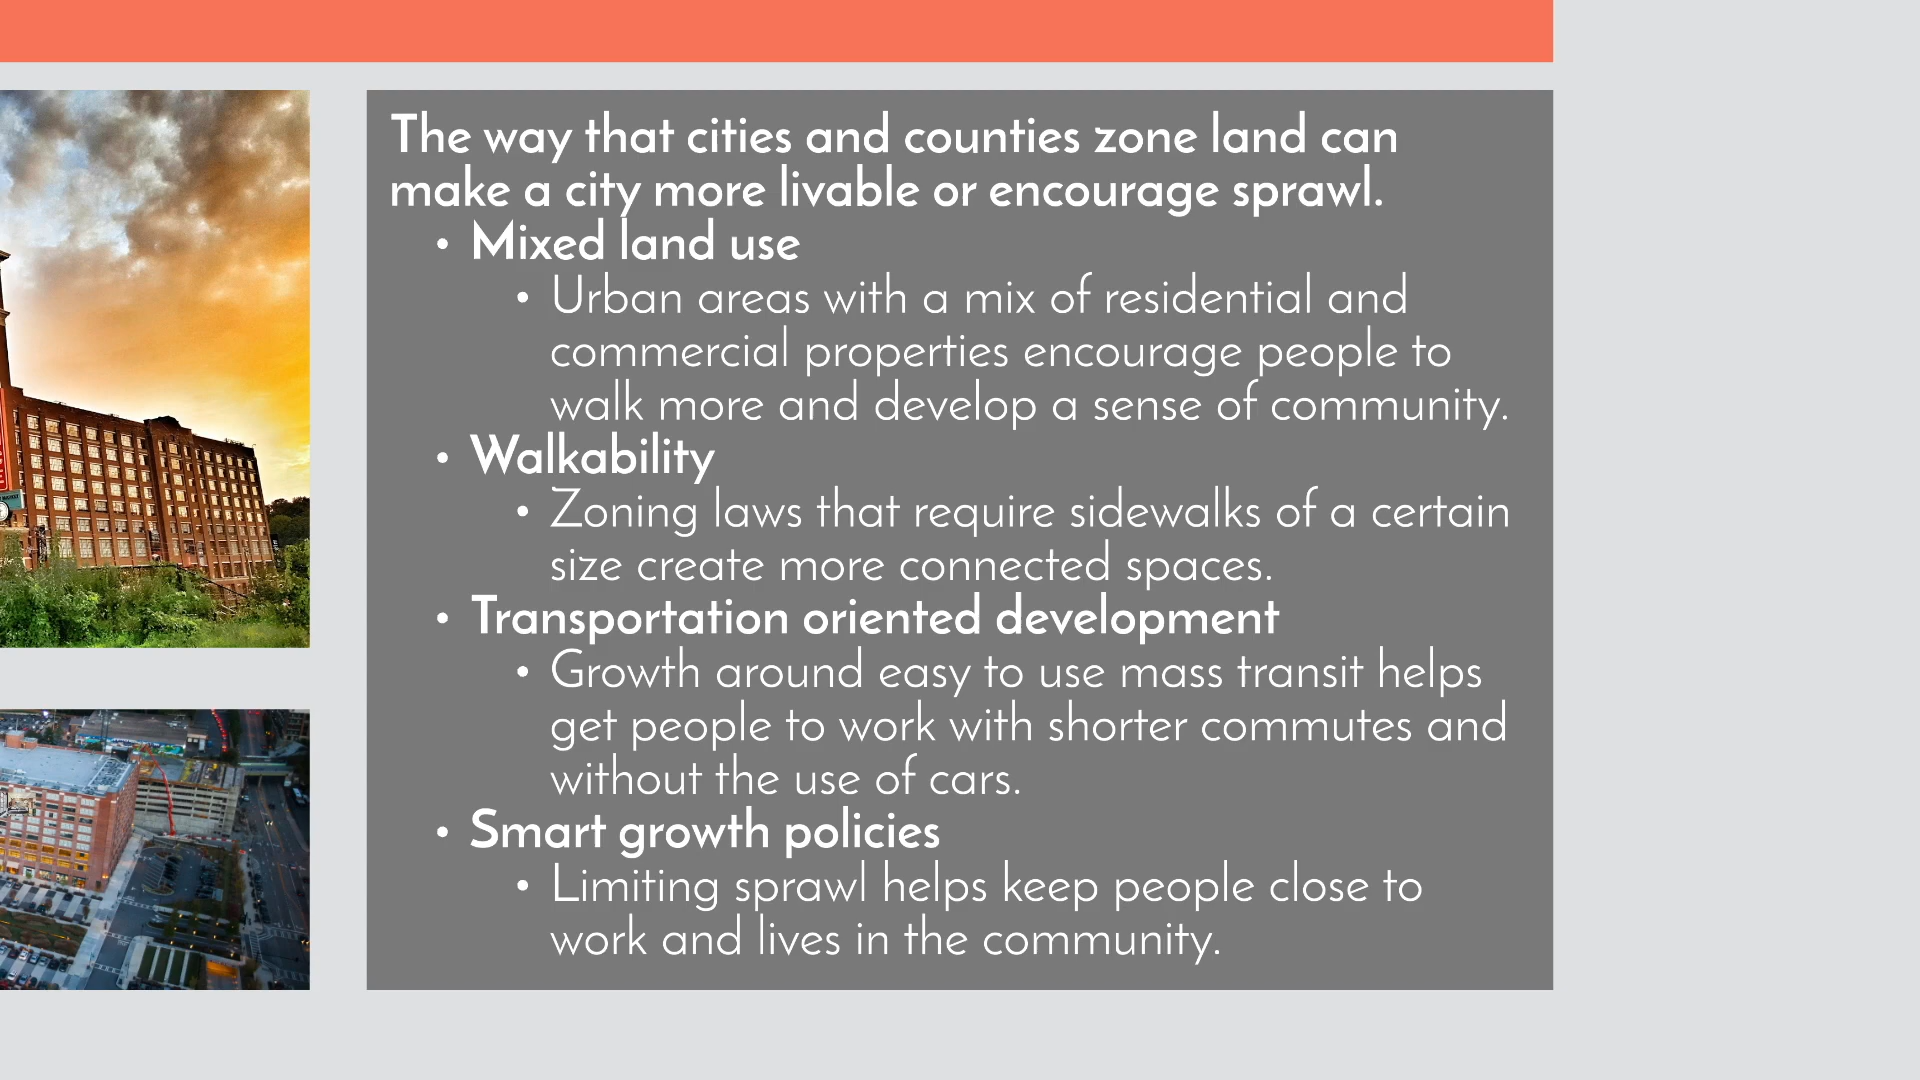 The way that cities and counties zone land can
make a city more livable or encourage sprawl.
• Mixed land use
• Urban areas with a mix of residential and
commercial properties encourage people to
walk more and develop a sense of community.
• Walkability
• Zoning laws that require sidewalks of a certain
size create more connected spaces.
• Transportation oriented development
• Growth around easy to use mass transit helps
get people to work with shorter commutes and
without the use of cars.
• Smart growth policies
• Limiting sprawl helps keep people close to
work and lives in the community.